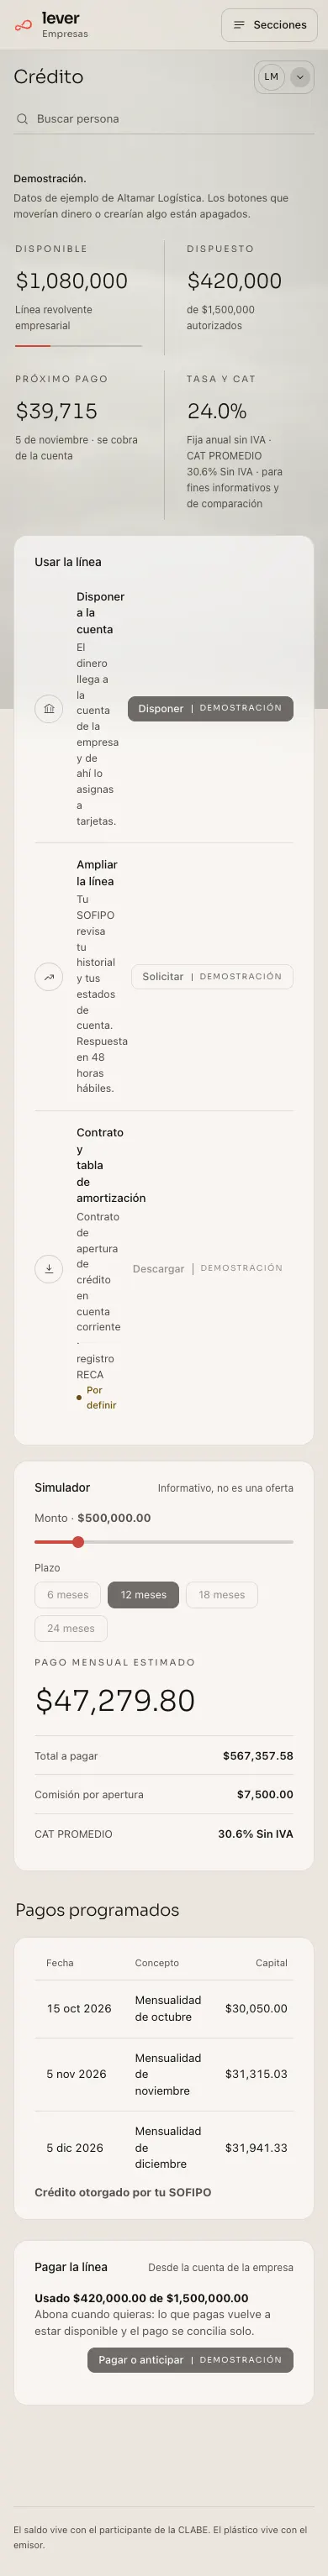 lever
Empresas
Secciones
Crédito
LM
Buscar persona
Demostración.
Datos de ejemplo de Altamar Logística. Los botones que
moverían dinero o crearían algo están apagados.
DISPONIBLE
$1,080,000
Línea revolvente
empresarial
DISPUESTO
$420,000
de $1,500,000
autorizados
PRÓXIMO PAGO
$39,715
5 de noviembre · se cobra
de la cuenta
TASA Y CAT
24.0%
Fija anual sin IVA ·
CAT PROMEDIO
30.6% Sin IVA · para
fines informativos y
de comparación
Usar la línea
Disponer
a la
cuenta
El
dinero
llega a
la
cuenta
de la
empresa
y de
ahí lo
asignas
a
tarjetas.
Disponer | DEMOSTRACIÓN
Ampliar
la línea
Tu
SOFIPO
revisa
tu
historial
y tus
estados
de
cuenta.
Respuesta
en 48
horas
hábiles.
Solicitar | DEMOSTRACIÓN
Contrato
y
tabla
de
amortización
Contrato
de
apertura
de
crédito
en
cuenta
corriente
·
registro
RECA
Por
definir
Descargar | DEMOSTRACIÓN
Simulador
Informativo, no es una oferta
Monto · $500,000.00
Plazo
6 meses
12 meses
18 meses
24 meses
PAGO MENSUAL ESTIMADO
$47,279.80
Total a pagar $567,357.58
Comisión por apertura $7,500.00
CAT PROMEDIO 30.6% Sin IVA
Pagos programados
Fecha Concepto Capital
15 oct 2026 Mensualidad de octubre $30,050.00
5 nov 2026 Mensualidad de noviembre $31,315.03
5 dic 2026 Mensualidad de diciembre $31,941.33
Crédito otorgado por tu SOFIPO
Pagar la línea
Desde la cuenta de la empresa
Usado $420,000.00 de $1,500,000.00
Abona cuando quieras: lo que pagas vuelve a
estar disponible y el pago se concilia solo.
Pagar o anticipar | DEMOSTRACIÓN
El saldo vive con el participante de la CLABE. El plástico vive con el
emisor.